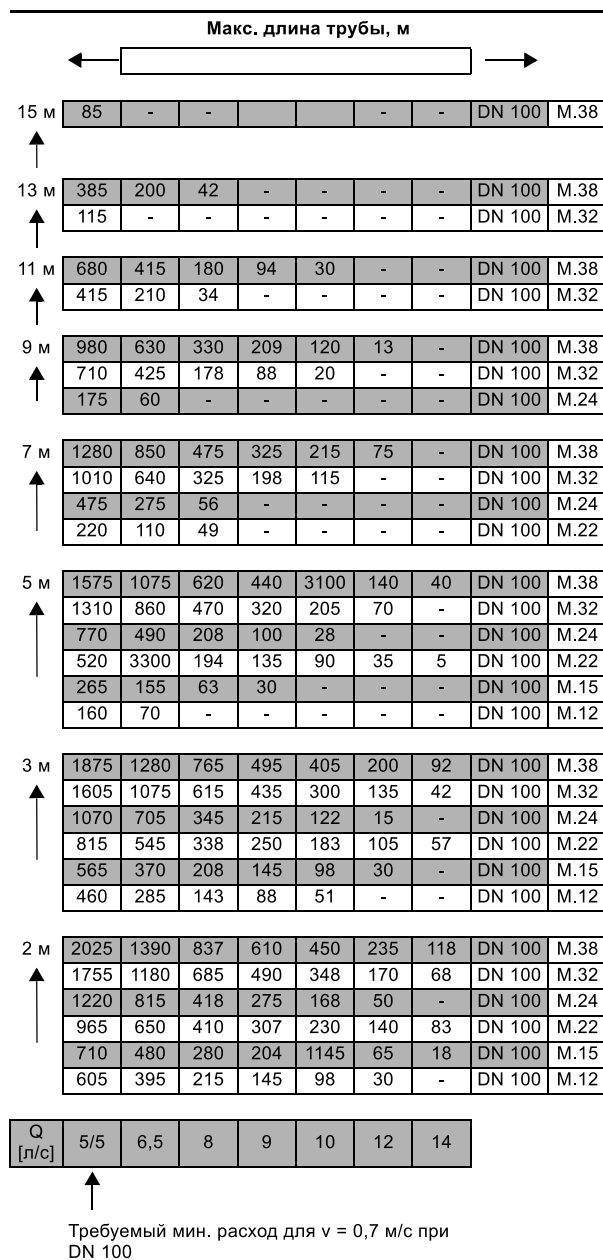 Макс. длина трубы, м
15 м 85 - - - - DN 100 М.38
13 м 385 200 42 - - - - DN 100 М.38
115 - - - - - - DN 100 М.32
11 м 680 415 180 94 30 - - DN 100 М.38
415 210 34 - - - - DN 100 М.32
9 м 980 630 330 209 120 13 - DN 100 М.38
710 425 178 88 20 - - DN 100 М.32
175 60 - - - - - DN 100 М.24
7 м 1280 850 475 325 215 75 - DN 100 М.38
1010 640 325 198 115 - - DN 100 М.32
475 275 56 - - - - DN 100 М.24
220 110 49 - - - - DN 100 М.22
5 м 1575 1075 620 440 3100 140 40 DN 100 М.38
1310 860 470 320 205 70 - DN 100 М.32
770 490 208 100 28 - - DN 100 М.24
520 3300 194 135 90 35 5 DN 100 М.22
265 155 63 30 - - - DN 100 М.15
160 70 - - - - - DN 100 М.12
3 м 1875 1280 765 495 405 200 92 DN 100 М.38
1605 1075 615 435 300 135 42 DN 100 М.32
1070 705 345 215 122 15 - DN 100 М.24
815 545 338 250 183 105 57 DN 100 М.22
565 370 208 145 98 30 - DN 100 М.15
460 285 143 88 51 - - DN 100 М.12
2 м 2025 1390 837 610 450 235 118 DN 100 М.38
1755 1180 685 490 348 170 68 DN 100 М.32
1220 815 418 275 168 50 - DN 100 М.24
965 650 410 307 230 140 83 DN 100 М.22
710 480 280 204 1145 65 18 DN 100 М.15
605 395 215 145 98 30 - DN 100 М.12
Q [л/с] 5/5 6,5 8 9 10 12 14
Требуемый мин. расход для v = 0,7 м/с при
DN 100